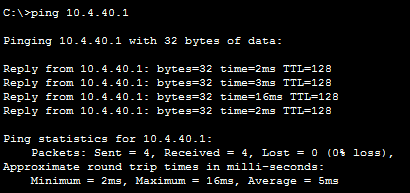 C:\>ping 10.4.40.1
Pinging 10.4.40.1 with 32 bytes of data:
Reply from 10.4.40.1: bytes=32 time=2ms TTL=128
Reply from 10.4.40.1: bytes=32 time=3ms TTL=128
Reply from 10.4.40.1: bytes=32 time=16ms TTL=128
Reply from 10.4.40.1: bytes=32 time=2ms TTL=128
Ping statistics for 10.4.40.1:
    Packets: Sent = 4, Received = 4, Lost = 0 (0% loss),
Approximate round trip times in milli-seconds:
    Minimum = 2ms, Maximum = 16ms, Average = 5ms